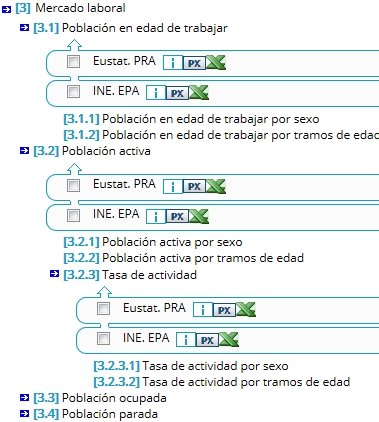 [3] Mercado laboral
[3.1] Población en edad de trabajar
Eustat. PRA i PX
INE. EPA i PX
[3.1.1] Población en edad de trabajar por sexo
[3.1.2] Población en edad de trabajar por tramos de edad
[3.2] Población activa
Eustat. PRA i PX
INE. EPA i PX
[3.2.1] Población activa por sexo
[3.2.2] Población activa por tramos de edad
[3.2.3] Tasa de actividad
Eustat. PRA i PX
INE. EPA i PX
[3.2.3.1] Tasa de actividad por sexo
[3.2.3.2] Tasa de actividad por tramos de edad
[3.3] Población ocupada
[3.4] Población parada